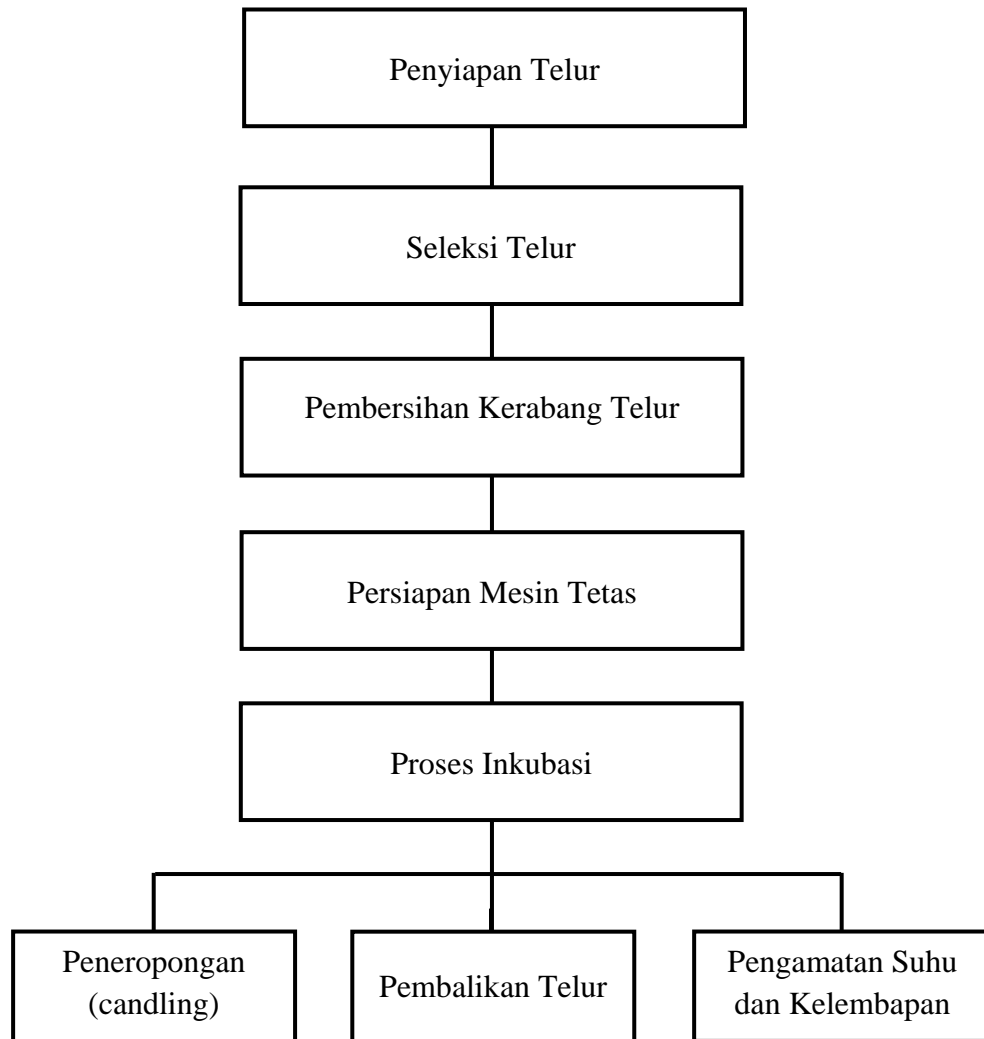 Penyiapan Telur
Seleksi Telur
Pembersihan Kerabang Telur
Persiapan Mesin Tetas
Proses Inkubasi
Peneropongan
(candling)
Pembalikan Telur
Pengamatan Suhu
dan Kelembapan